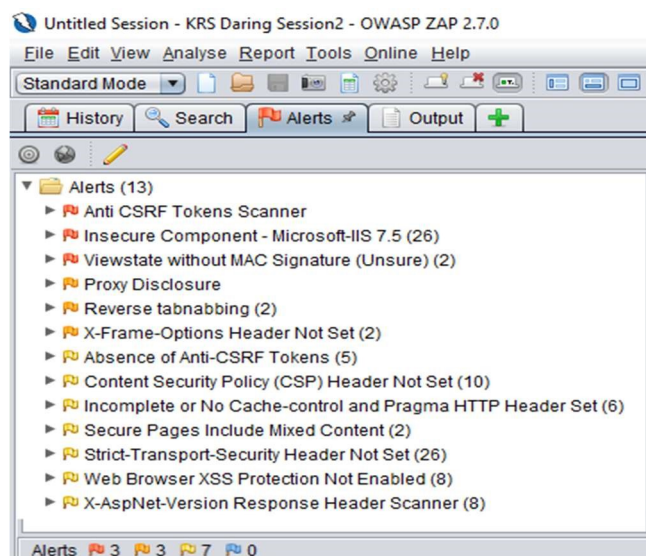 Untitled Session - KRS Daring Session2 - OWASP ZAP 2.7.0
File Edit View Analyse Report Tools Online Help
Standard Mode
History Search Alerts Output
Alerts (13)
Anti CSRF Tokens Scanner
Insecure Component - Microsoft-IIS 7.5 (26)
Viewstate without MAC Signature (Unsure) (2)
Proxy Disclosure
Reverse tabnabbing (2)
X-Frame-Options Header Not Set (2)
Absence of Anti-CSRF Tokens (5)
Content Security Policy (CSP) Header Not Set (10)
Incomplete or No Cache-control and Pragma HTTP Header Set (6)
Secure Pages Include Mixed Content (2)
Strict-Transport-Security Header Not Set (26)
Web Browser XSS Protection Not Enabled (8)
X-AspNet-Version Response Header Scanner (8)
Alerts 3 3 7 0